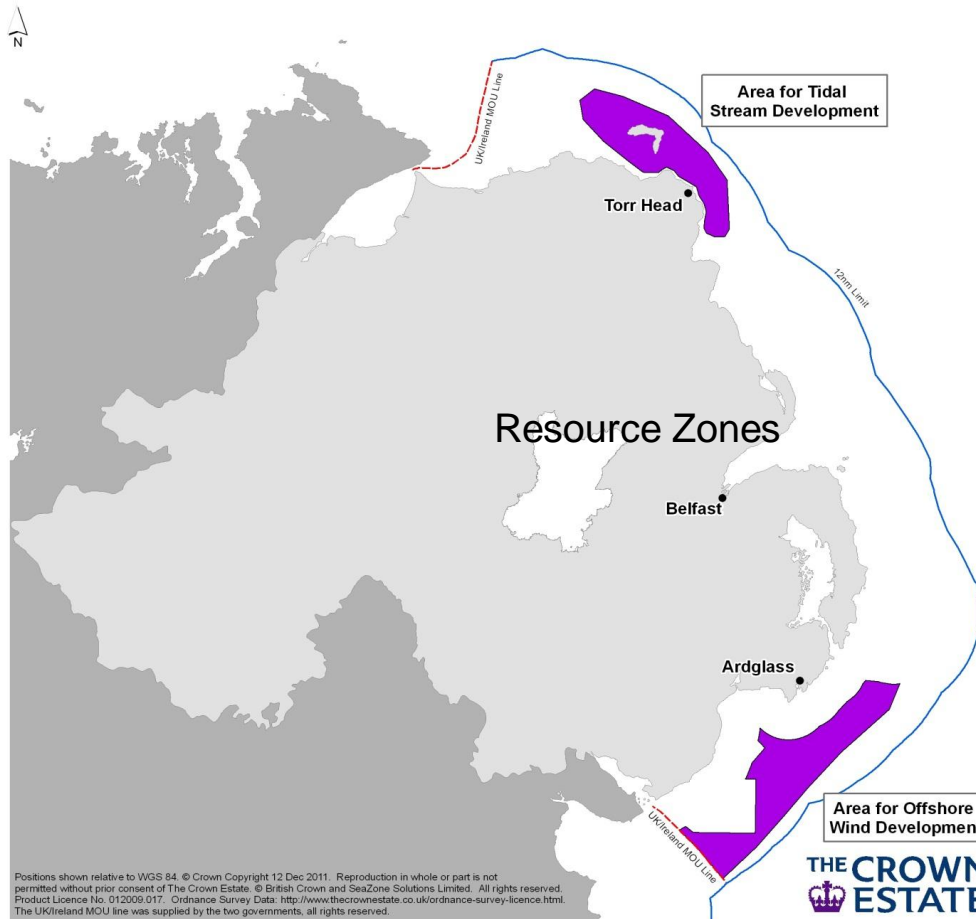 N
UK/Ireland MOU Line
Area for Tidal
Stream Development
Torr Head
12nm Limit
Resource Zones
Belfast
Ardglass
Area for Offshore
Wind Developmen
UK/Ireland MOU Line
THE CROWN
ESTATE
Positions shown relative to WGS 84. © Crown Copyright 12 Dec 2011. Reproduction in whole or part is not
permitted without prior consent of The Crown Estate. © British Crown and SeaZone Solutions Limited. All rights reserved.
Product Licence No. 012009.017. Ordnance Survey Data: http://www.thecrownestate.co.uk/ordnance-survey-licence.html.
The UK/Ireland MOU line was supplied by the two governments, all rights reserved.